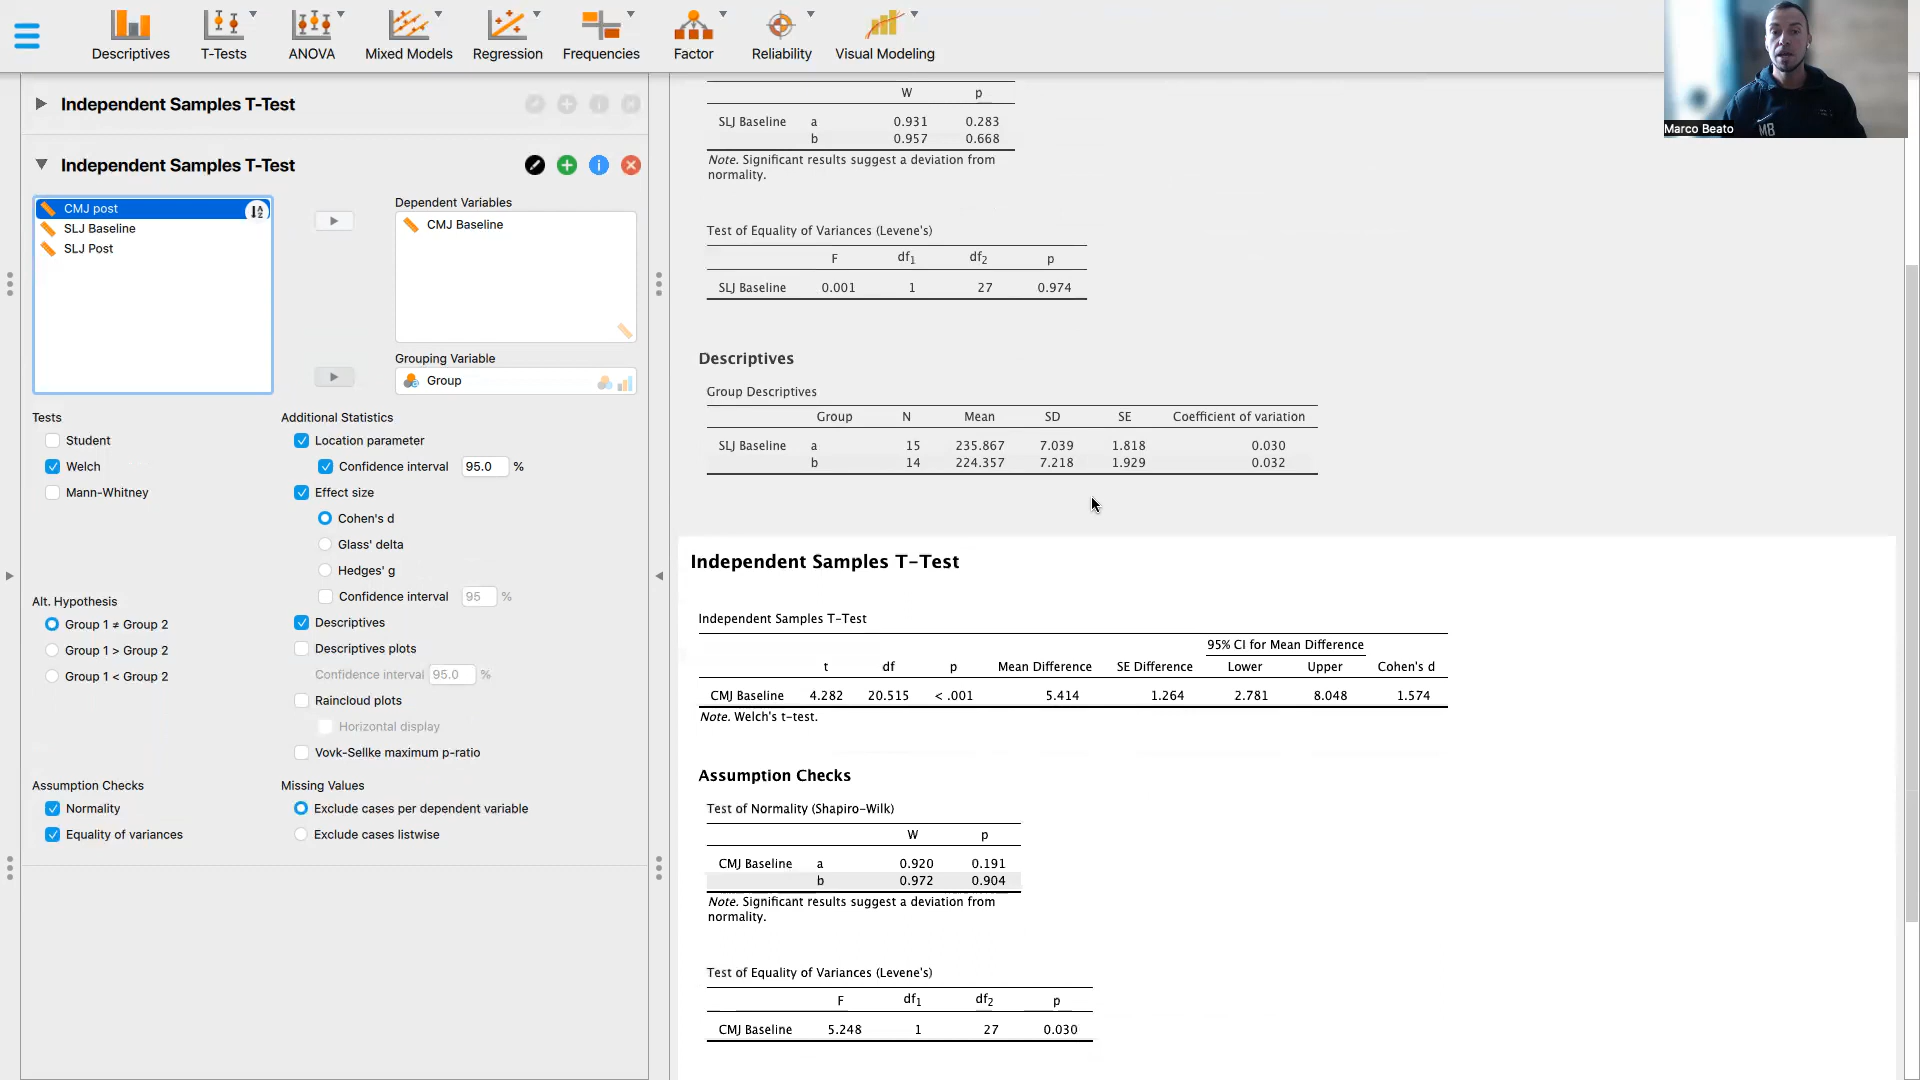 Descriptives
T-Tests
ANOVA
Mixed Models
Regression
Frequencies
Factor
Reliability
Visual Modeling
Marco Beato
MB
Independent Samples T-Test
Independent Samples T-Test
CMJ post
SLJ Baseline
SLJ Post
Dependent Variables
CMJ Baseline
Grouping Variable
Group
Tests
Student
Welch
Mann-Whitney
Alt. Hypothesis
Group 1 ≠ Group 2
Group 1 > Group 2
Group 1 < Group 2
Assumption Checks
Normality
Equality of variances
Additional Statistics
Location parameter
Confidence interval 95.0 %
Effect size
Cohen's d
Glass' delta
Hedges' g
Confidence interval 95 %
Descriptives
Descriptives plots
Confidence interval 95.0 %
Raincloud plots
Horizontal display
Vovk-Sellke maximum p-ratio
Missing Values
Exclude cases per dependent variable
Exclude cases listwise
W p
SLJ Baseline a 0.931 0.283
b 0.957 0.668
Note. Significant results suggest a deviation from
normality.
Test of Equality of Variances (Levene's)
F df1 df2 p
SLJ Baseline 0.001 1 27 0.974
Descriptives
Group Descriptives
Group N Mean SD SE Coefficient of variation
SLJ Baseline a 15 235.867 7.039 1.818 0.030
b 14 224.357 7.218 1.929 0.032
Independent Samples T-Test
Independent Samples T-Test
95% CI for Mean Difference
t df p Mean Difference SE Difference Lower Upper Cohen's d
CMJ Baseline 4.282 20.515 < .001 5.414 1.264 2.781 8.048 1.574
Note. Welch's t-test.
Assumption Checks
Test of Normality (Shapiro-Wilk)
W p
CMJ Baseline a 0.920 0.191
b 0.972 0.904
Note. Significant results suggest a deviation from
normality.
Test of Equality of Variances (Levene's)
F df1 df2 p
CMJ Baseline 5.248 1 27 0.030